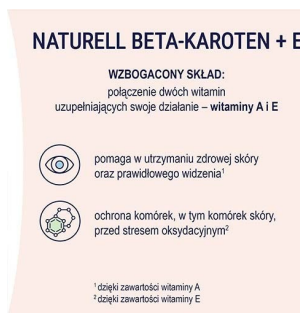 NATURELL BETA-KAROTEN + E
WZBOGACONY SKŁAD:
połączenie dwóch witamin
uzupełniających swoje działanie – witaminy A i E
pomaga w utrzymaniu zdrowej skóry
oraz prawidłowego widzenia¹
ochrona komórek, w tym komórek skóry,
przed stresem oksydacyjnym²
¹ dzięki zawartości witaminy A
² dzięki zawartości witaminy E